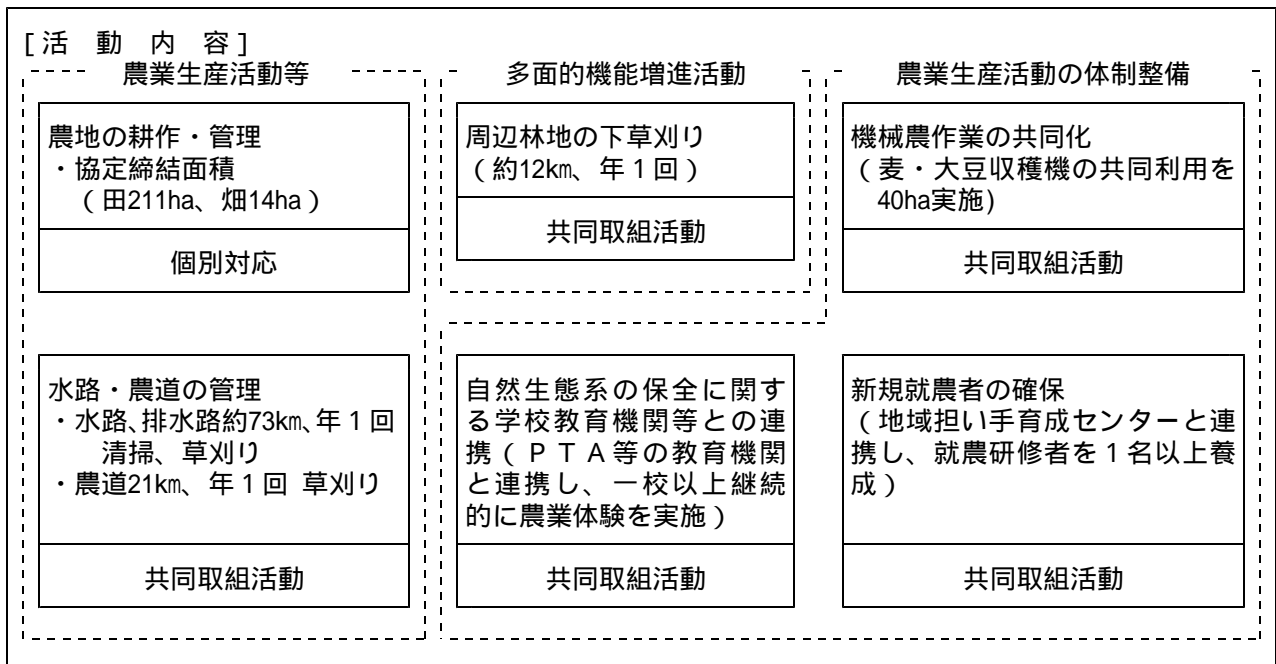 [活 動 内 容]
農業生産活動等
農地の耕作・管理
・協定締結面積
(田211ha、畑14ha)
個別対応
水路・農道の管理
・水路、排水路約73㎞、年1回
清掃、草刈り
・農道21㎞、年1回 草刈り
共同取組活動
多面的機能増進活動
周辺林地の下草刈り
(約12㎞、年1回)
共同取組活動
農業生産活動の体制整備
機械農作業の共同化
(麦・大豆収穫機の共同利用を
40ha実施)
共同取組活動
自然生態系の保全に関す
る学校教育機関等との連
携(PTA等の教育機関
と連携し、一校以上継続
的に農業体験を実施)
共同取組活動
新規就農者の確保
(地域担い手育成センターと連
携し、就農研修者を1名以上養
成)
共同取組活動